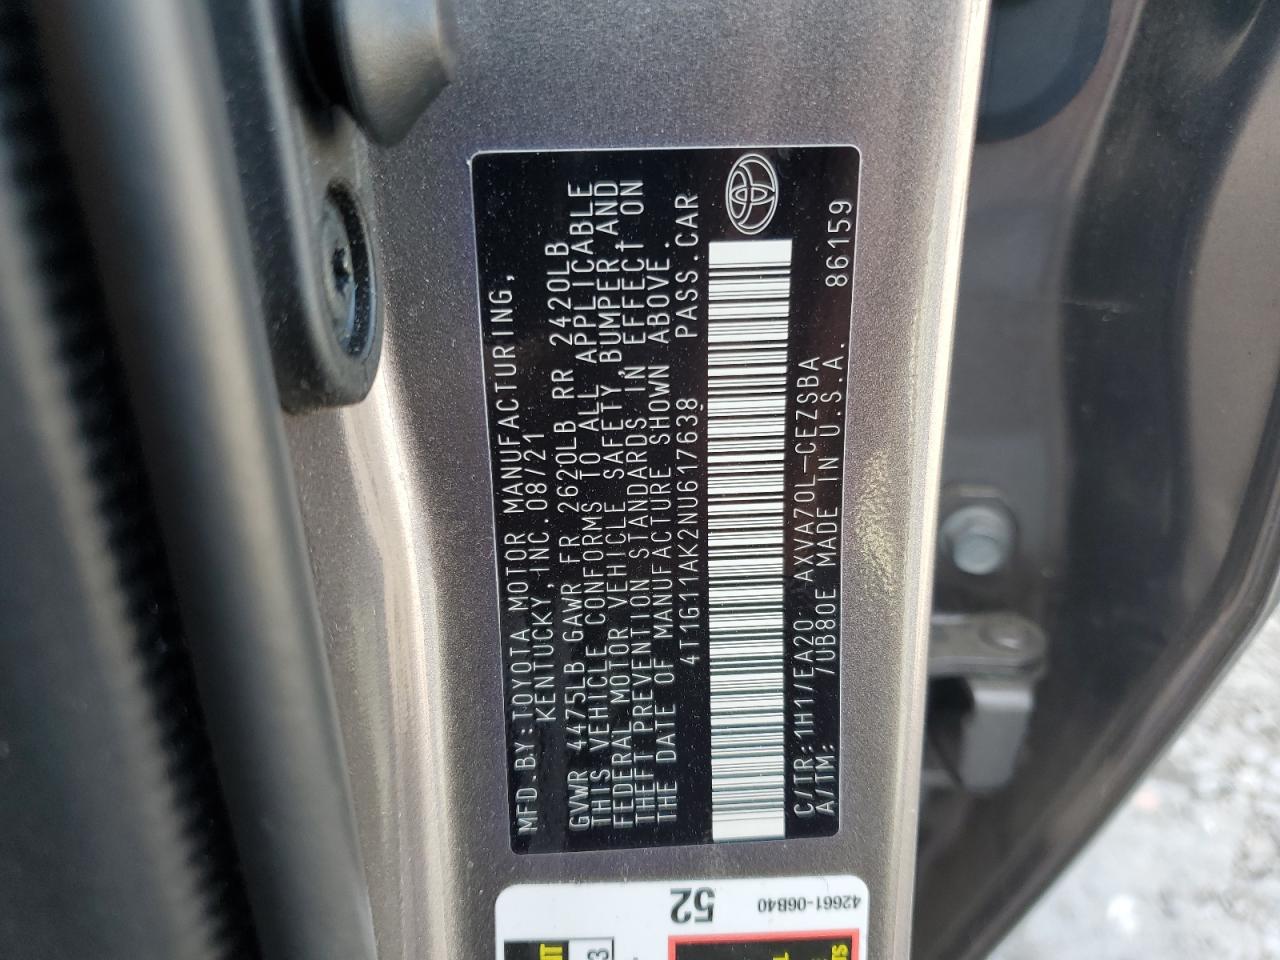 MFD.BY:TOYOTA MOTOR MANUFACTURING,
KENTUCKY, INC. 08/21
GVWR 4475LB GAWR FR 2620LB RR 2420LB
THIS VEHICLE CONFORMS TO ALL APPLICABLE
FEDERAL MOTOR VEHICLE SAFETY, BUMPER, AND
THEFT PREVENTION STANDARDS IN EFFECT ON
THE DATE OF MANUFACTURE SHOWN ABOVE.
4T1G11AK2NU617638 PASS.CAR
C/TR:1H1/EA20 AXVA70L-CEZSBA
A/TM: /UB80E MADE IN U.S.A. 86159
52
42661-06B40